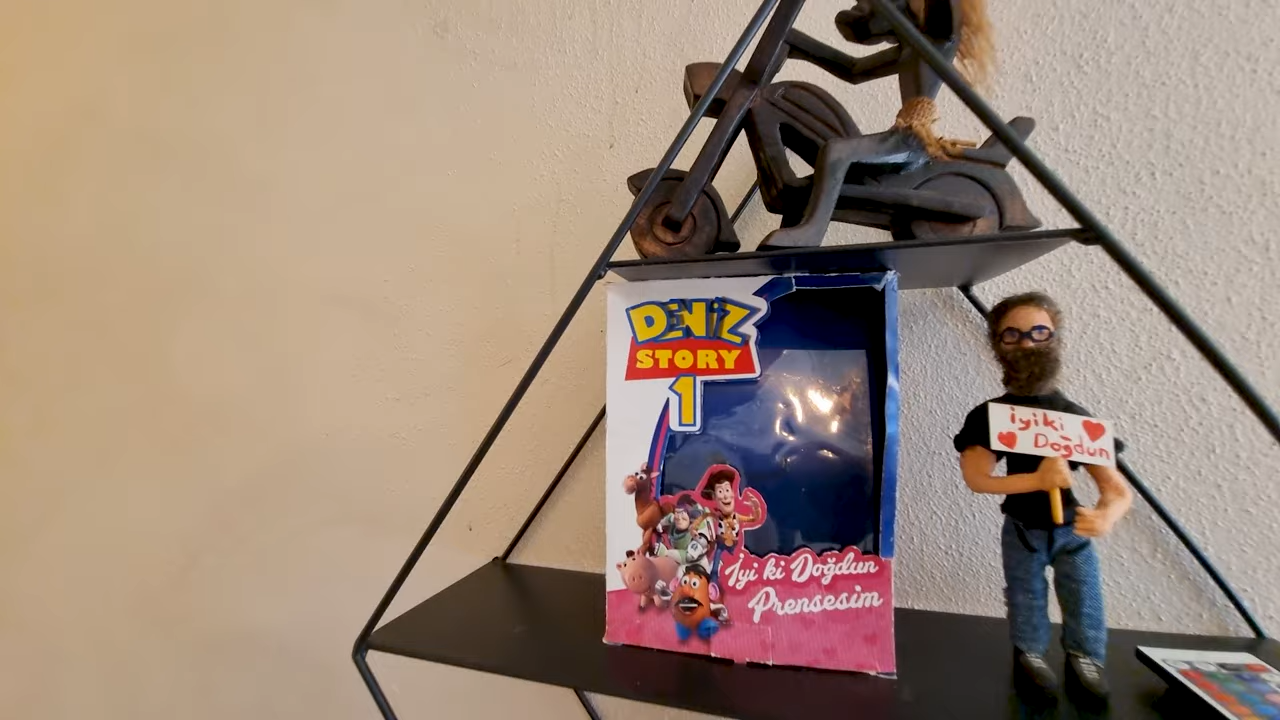 DENiZ
STORY
1
İyi ki Doğdun
Prensesim
iyiki
Doğdun